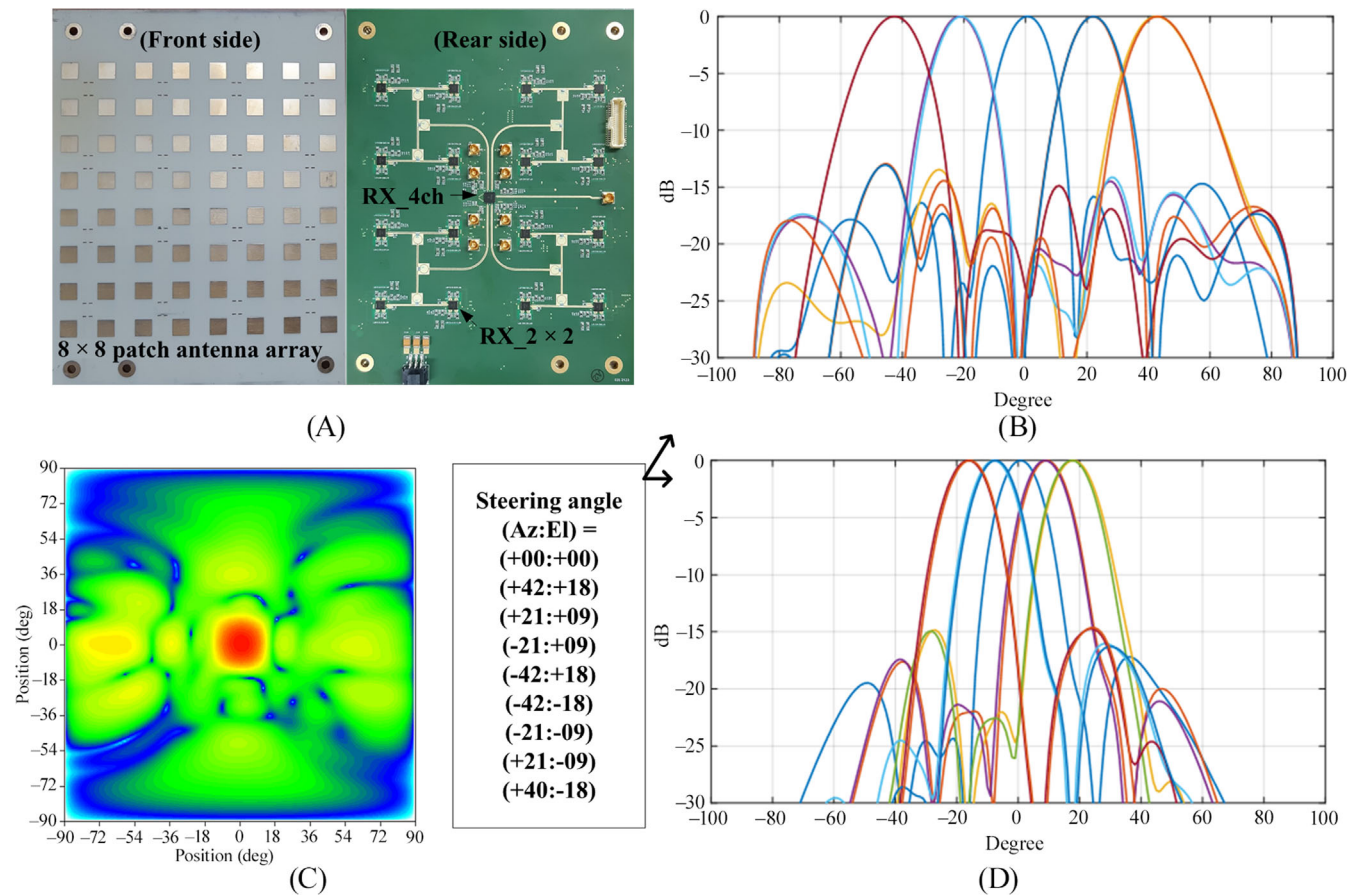 (Front side)
(Rear side)
RX_4ch
RX_2 × 2
8 × 8 patch antenna array
(A)
0
−5
−10
−15
−20
−25
−30
dB
−100 −80 −60 −40 −20 0 20 40 60 80 100
Degree
(B)
90
72
54
36
18
0
−18
−36
−54
−72
−90
Position (deg)
−90 −72 −54 −36 −18 0 18 36 54 72 90
Position (deg)
(C)
Steering angle
(Az:El) =
(+00:+00)
(+42:+18)
(+21:+09)
(-21:+09)
(-42:+18)
(-42:-18)
(-21:-09)
(+21:-09)
(+40:-18)
0
−5
−10
−15
−20
−25
−30
dB
−100 −80 −60 −40 −20 0 20 40 60 80 100
Degree
(D)